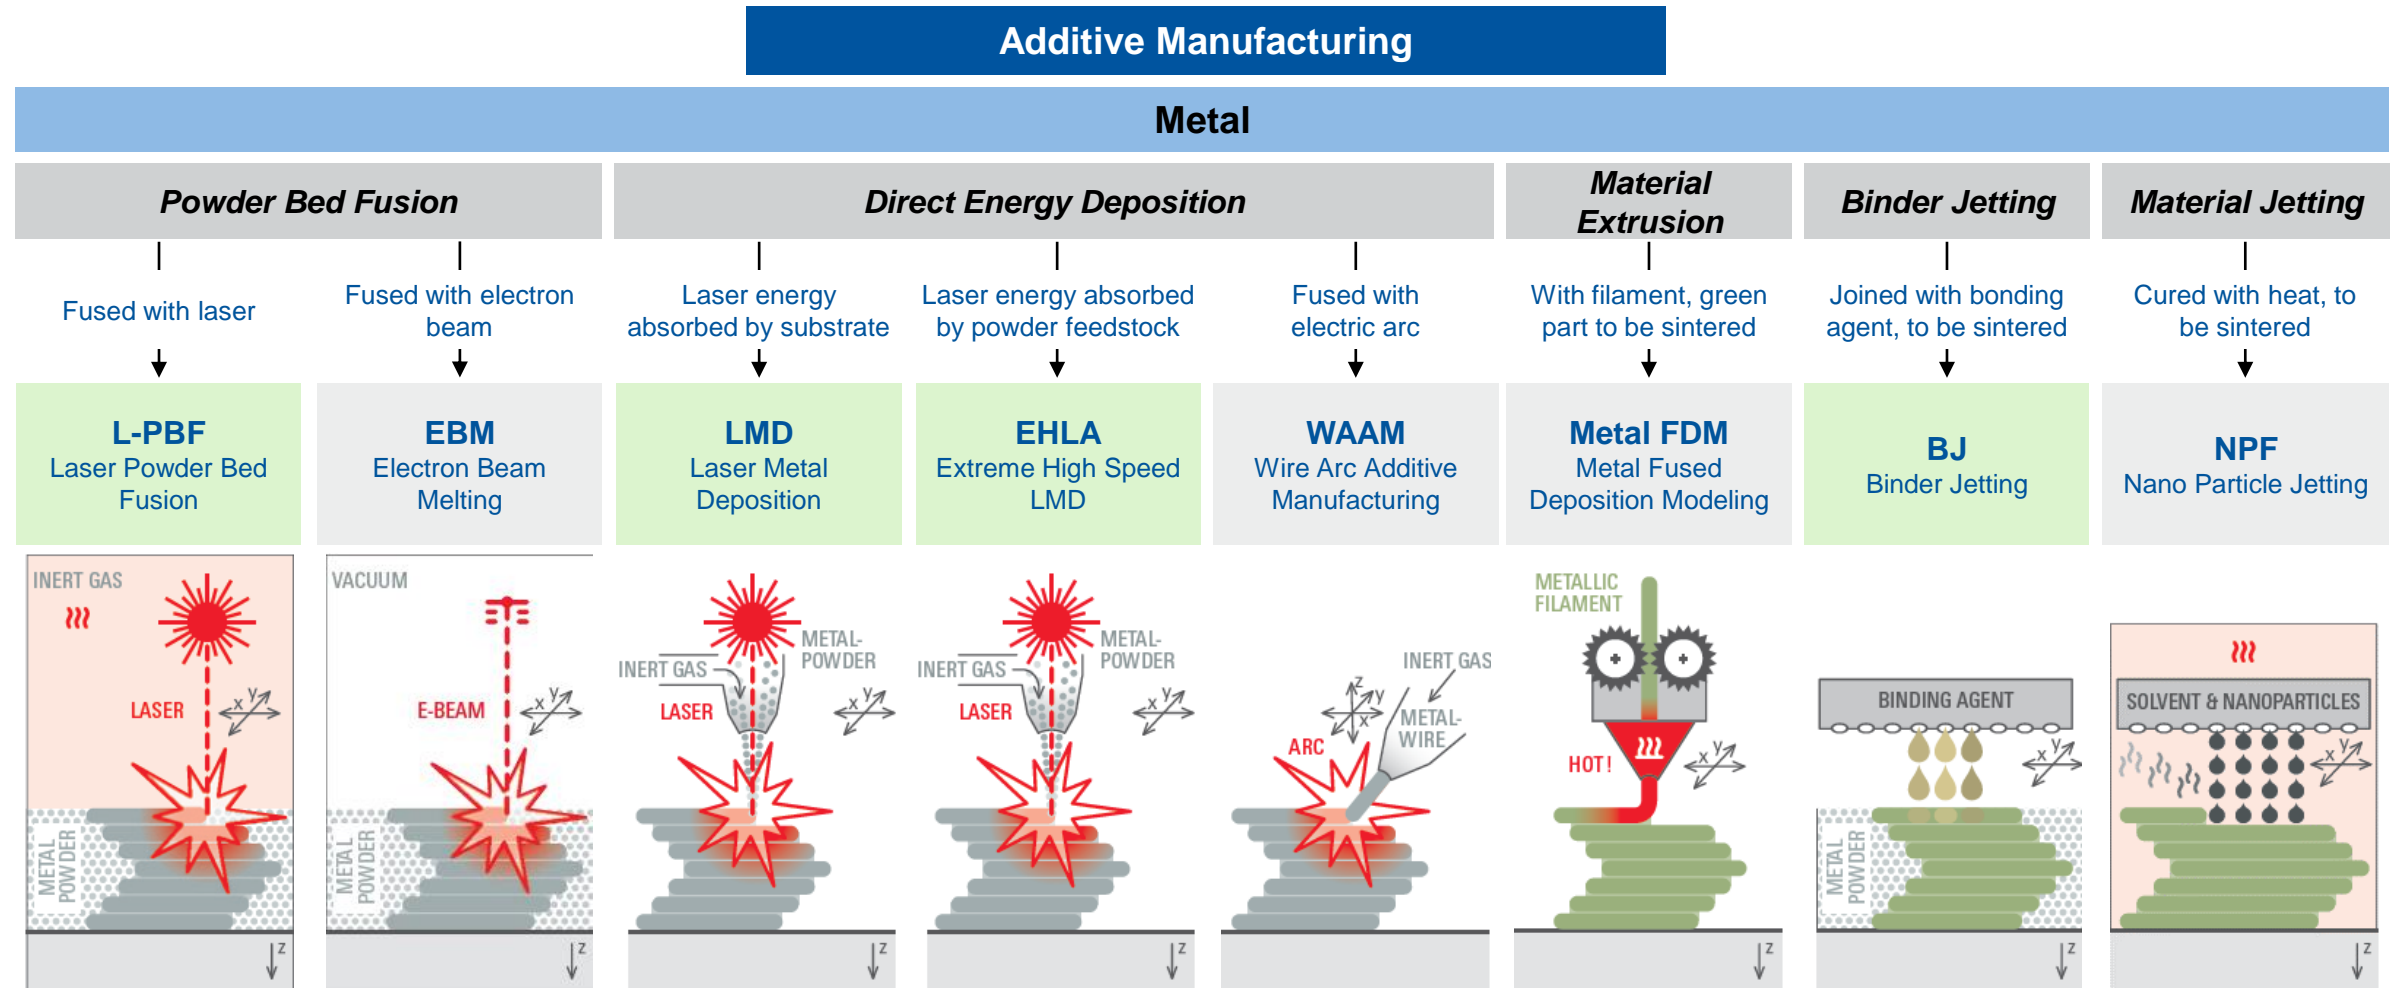 Additive Manufacturing
Metal
Powder Bed Fusion
Direct Energy Deposition
Material
Extrusion
Binder Jetting
Material Jetting
Fused with laser
Fused with electron
beam
Laser energy
absorbed by substrate
Laser energy absorbed
by powder feedstock
Fused with
electric arc
With filament, green
part to be sintered
Joined with bonding
agent, to be sintered
Cured with heat, to
be sintered
L-PBF
Laser Powder Bed
Fusion
EBM
Electron Beam
Melting
LMD
Laser Metal
Deposition
EHLA
Extreme High Speed
LMD
WAAM
Wire Arc Additive
Manufacturing
Metal FDM
Metal Fused
Deposition Modeling
BJ
Binder Jetting
NPF
Nano Particle Jetting
INERT GAS
LASER
x
y
METAL
POWDER
z
VACUUM
E-BEAM
x
y
METAL
POWDER
z
METAL-
POWDER
INERT GAS
LASER
x
y
z
METAL-
POWDER
INERT GAS
LASER
x
y
z
INERT GAS
z
y
x
METAL-
WIRE
ARC
METALLIC
FILAMENT
HOT!
x
y
z
BINDING AGENT
x
y
METAL
POWDER
z
SOLVENT & NANOPARTICLES
x
y
z